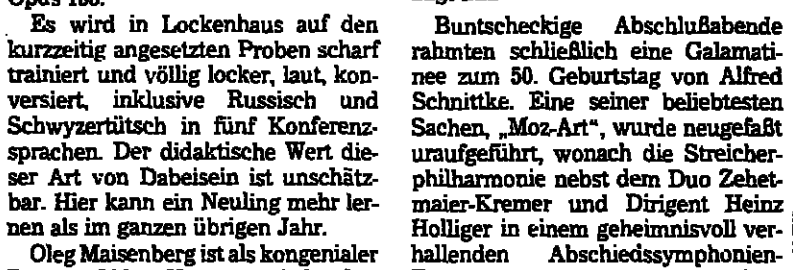 Opus
Es wird in Lockenhaus auf den
kurzzeitig angesetzten Proben scharf
trainiert und völlig locker, laut, kon-
versiert, inklusive Russisch und
Schwyzertütsch in fünf Konferenz-
sprachen. Der didaktische Wert die-
ser Art von Dabeisein ist unschätz-
bar. Hier kann ein Neuling mehr ler-
nen als im ganzen übrigen Jahr.
Oleg Maisenberg ist als kongenialer
Buntscheckige Abschlußabende
rahmten schließlich eine Galamati-
nee zum 50. Geburtstag von Alfred
Schnittke. Eine seiner beliebtesten
Sachen, „Moz-Art“, wurde neugefaßt
uraufgeführt, wonach die Streicher-
philharmonie nebst dem Duo Zehet-
maier-Kremer und Dirigent Heinz
Holliger in einem geheimnisvoll ver-
hallenden Abschiedssymphonien-